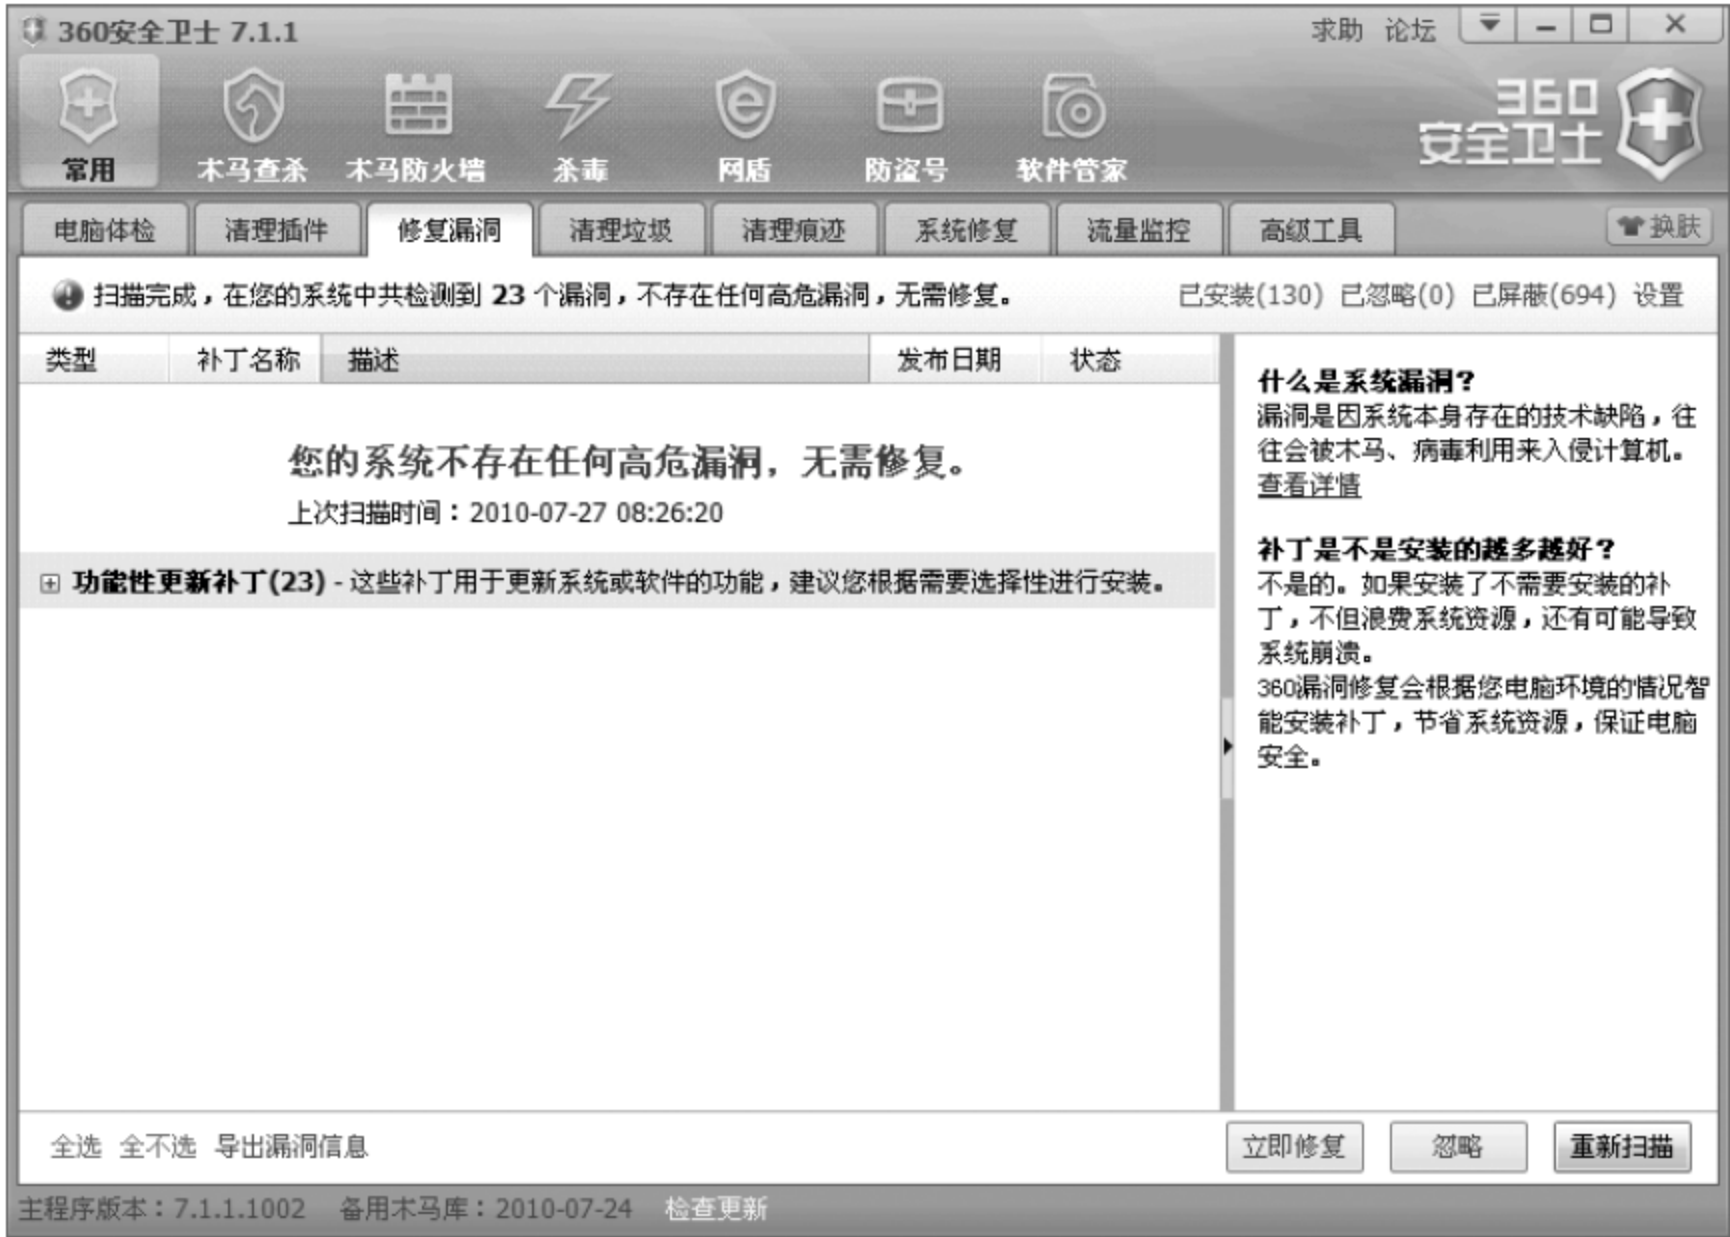 360安全卫士 7.1.1
求助 论坛
360
安全卫士
常用 木马查杀 木马防火墙 杀毒 网盾 防盗号 软件管家
电脑体检 清理插件 修复漏洞 清理垃圾 清理痕迹 系统修复 流量监控 高级工具 换肤
扫描完成，在您的系统中共检测到 23 个漏洞，不存在任何高危漏洞，无需修复。 已安装(130) 已忽略(0) 已屏蔽(694) 设置
类型 补丁名称 描述 发布日期 状态
您的系统不存在任何高危漏洞，无需修复。
上次扫描时间：2010-07-27 08:26:20
功能性更新补丁(23) - 这些补丁用于更新系统或软件的功能，建议您根据需要选择性进行安装。
什么是系统漏洞？
漏洞是因系统本身存在的技术缺陷，往
往会被木马、病毒利用来入侵计算机。
查看详情
补丁是不是安装的越多越好？
不是的。如果安装了不需要安装的补
丁，不但浪费系统资源，还有可能导致
系统崩溃。
360漏洞修复会根据您电脑环境的情况智
能安装补丁，节省系统资源，保证电脑
安全。
全选 全不选 导出漏洞信息 立即修复 忽略 重新扫描
主程序版本：7.1.1.1002 备用木马库：2010-07-24 检查更新